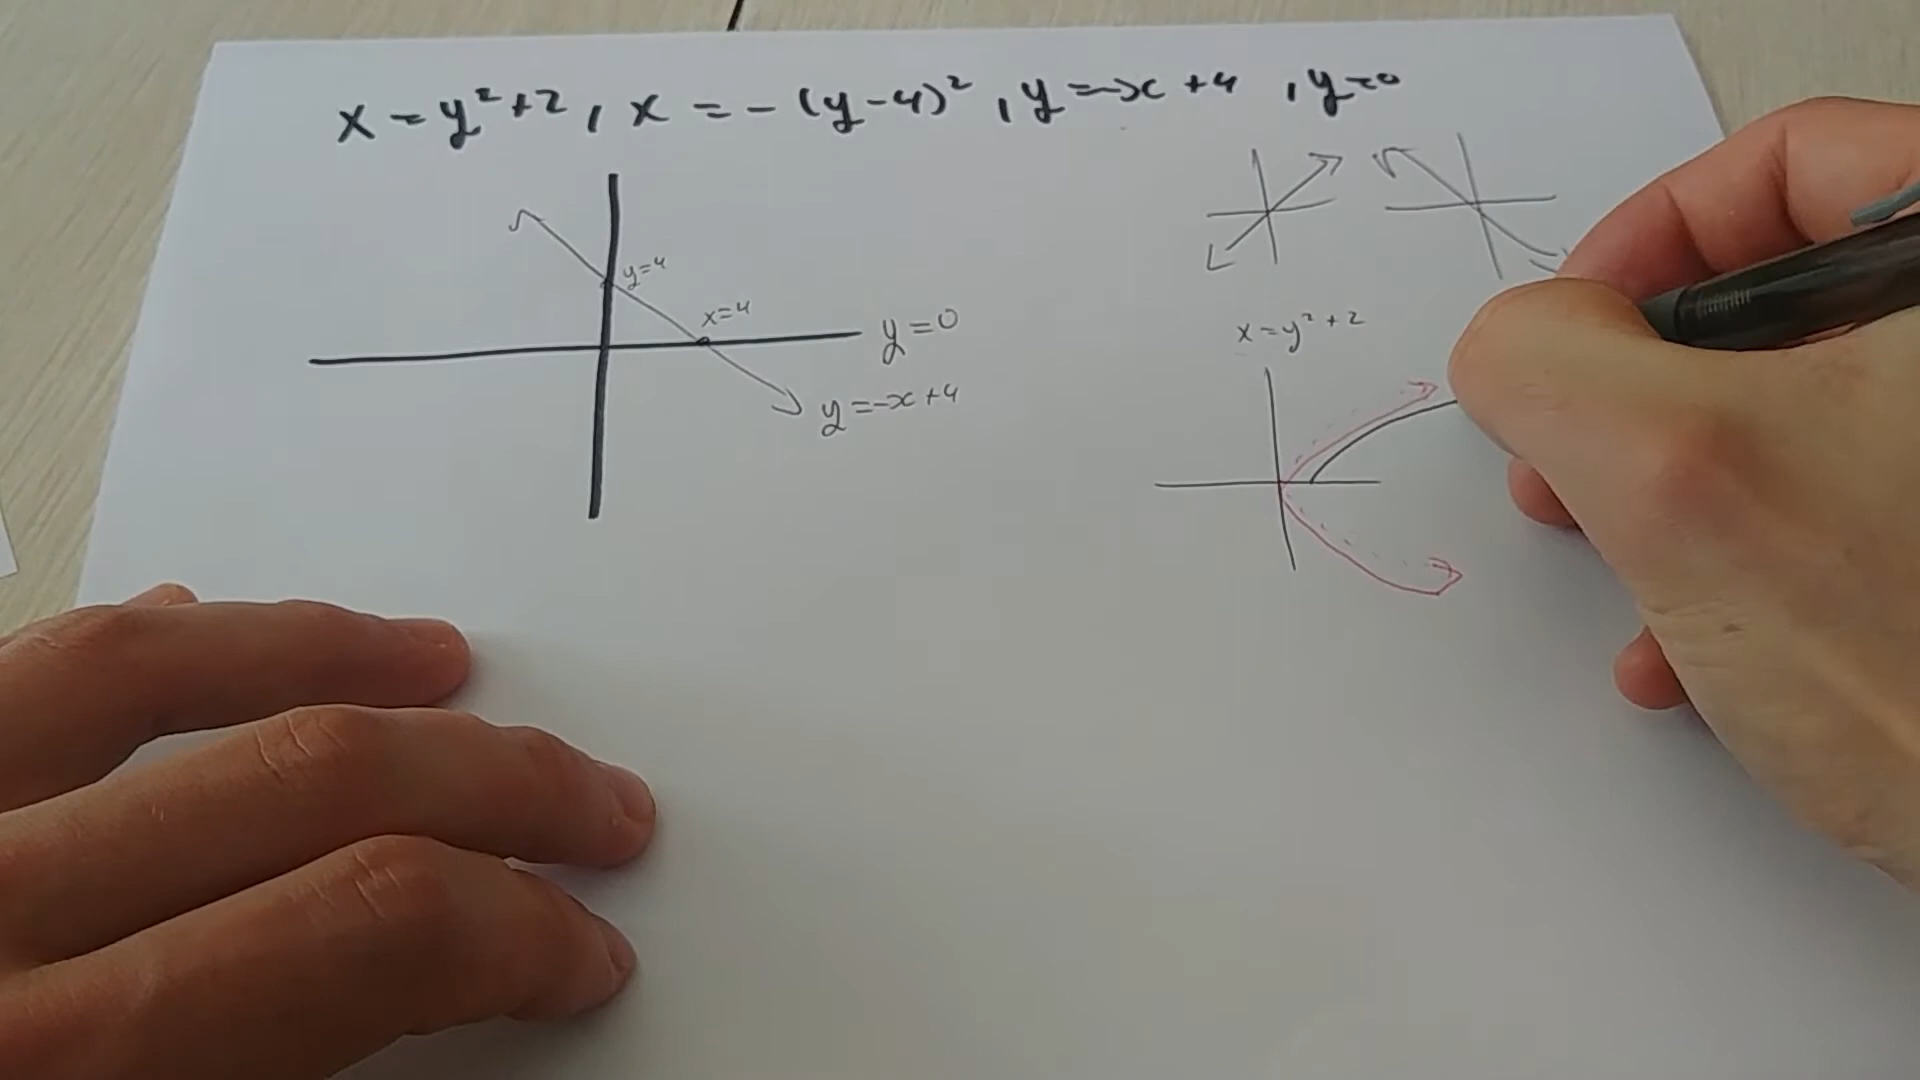 x = y² + 2 , x = - (y-4)² , y = -x + 4 , y = 0
y=4
x=4
y = 0
y = -x + 4
x = y² + 2